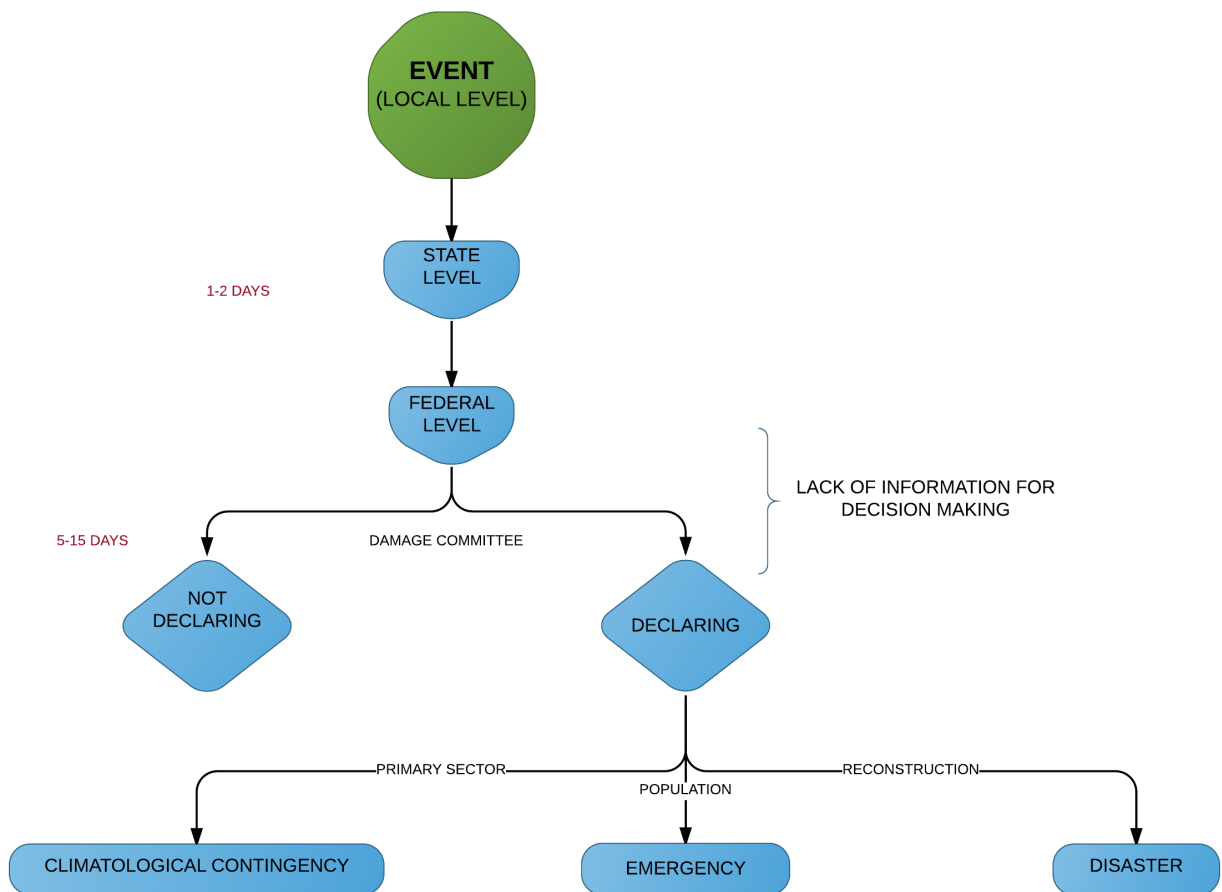 EVENT
(LOCAL LEVEL)
STATE
LEVEL
1-2 DAYS
FEDERAL
LEVEL
LACK OF INFORMATION FOR
DECISION MAKING
5-15 DAYS
DAMAGE COMMITTEE
NOT
DECLARING
DECLARING
PRIMARY SECTOR
RECONSTRUCTION
POPULATION
CLIMATOLOGICAL CONTINGENCY
EMERGENCY
DISASTER